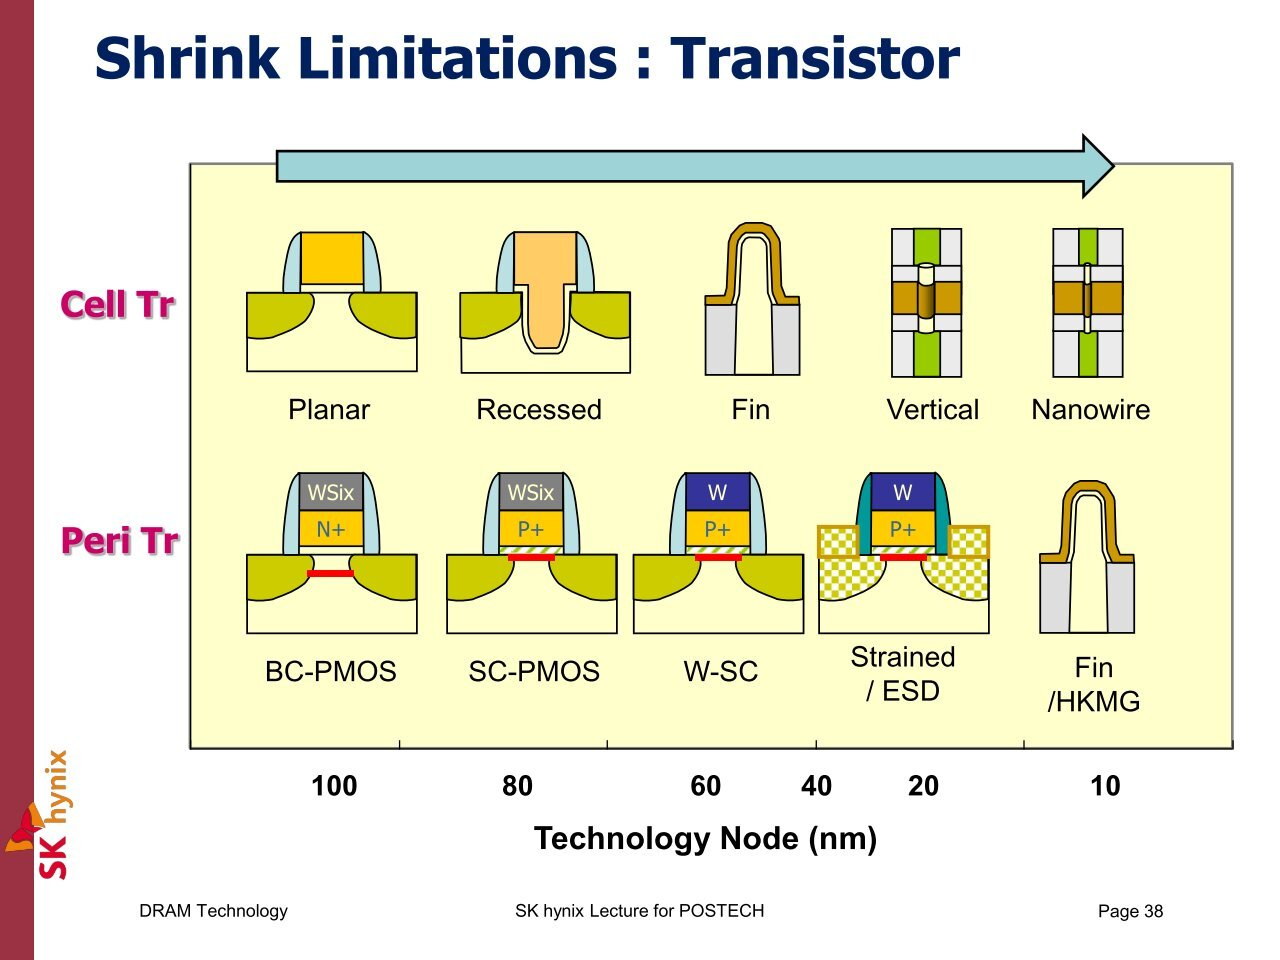 Shrink Limitations : Transistor
Cell Tr
Planar
Recessed
Fin
Vertical
Nanowire
Peri Tr
WSix
N+
WSix
P+
W
P+
W
P+
BC-PMOS
SC-PMOS
W-SC
Strained
/ ESD
Fin
/HKMG
100
80
60
40
20
10
Technology Node (nm)
SK hynix
DRAM Technology
SK hynix Lecture for POSTECH
Page 38